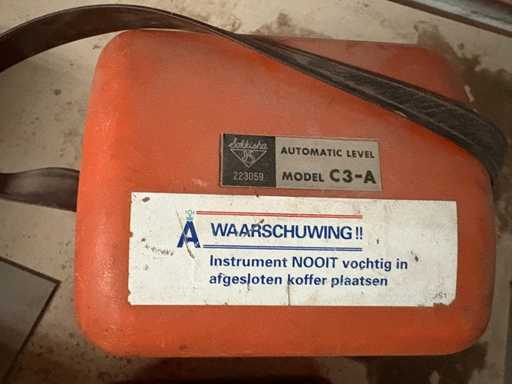 Sokkisha
223059
AUTOMATIC LEVEL
MODEL C3-A
A WAARSCHUWING!!
Instrument NOOIT vochtig in
afgesloten koffer plaatsen